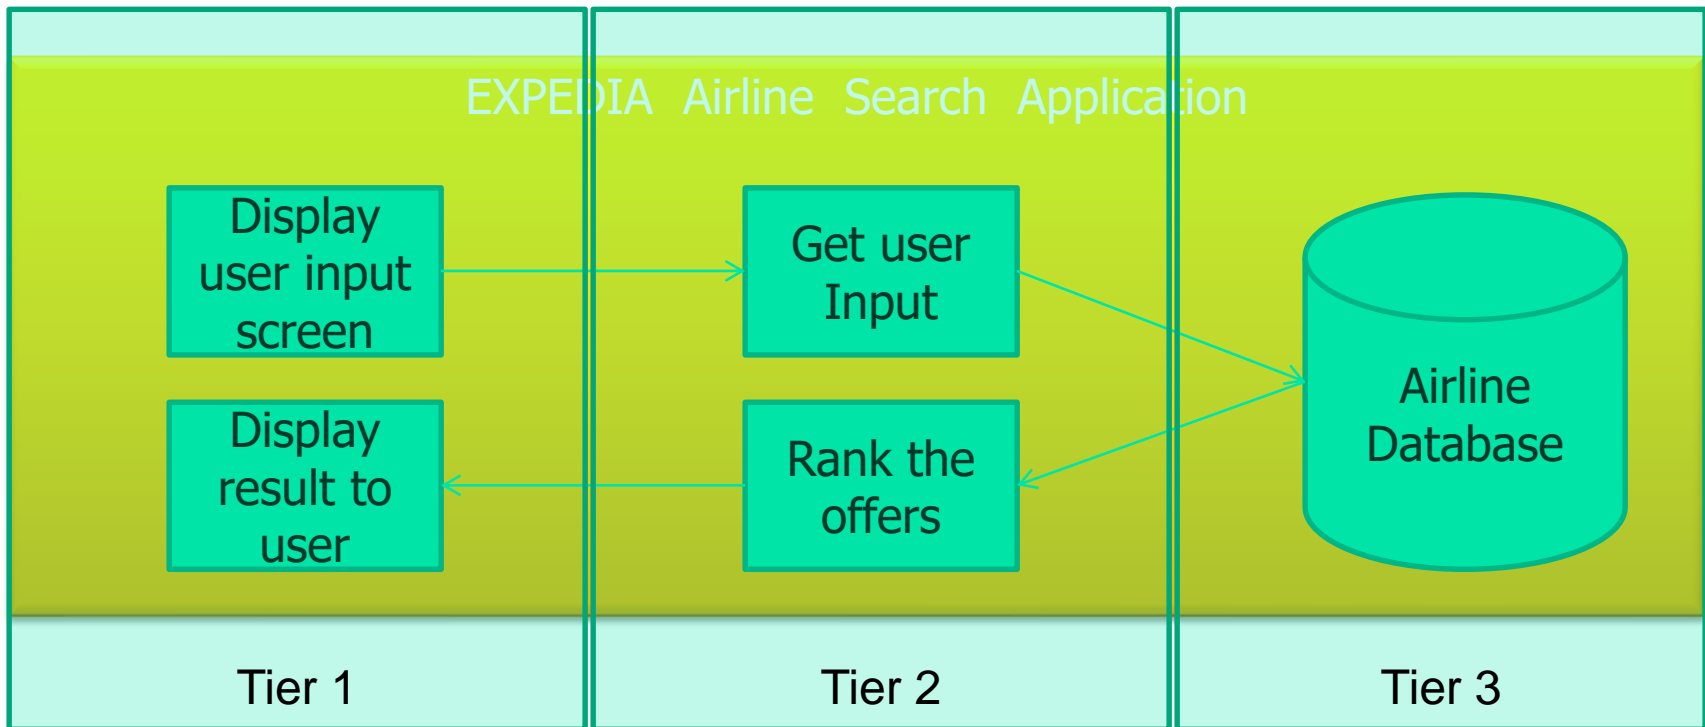 EXPEDIA Airline Search Application
Display
user input
screen
Get user
Input
Airline
Database
Display
result to
user
Rank the
offers
Tier 1
Tier 2
Tier 3